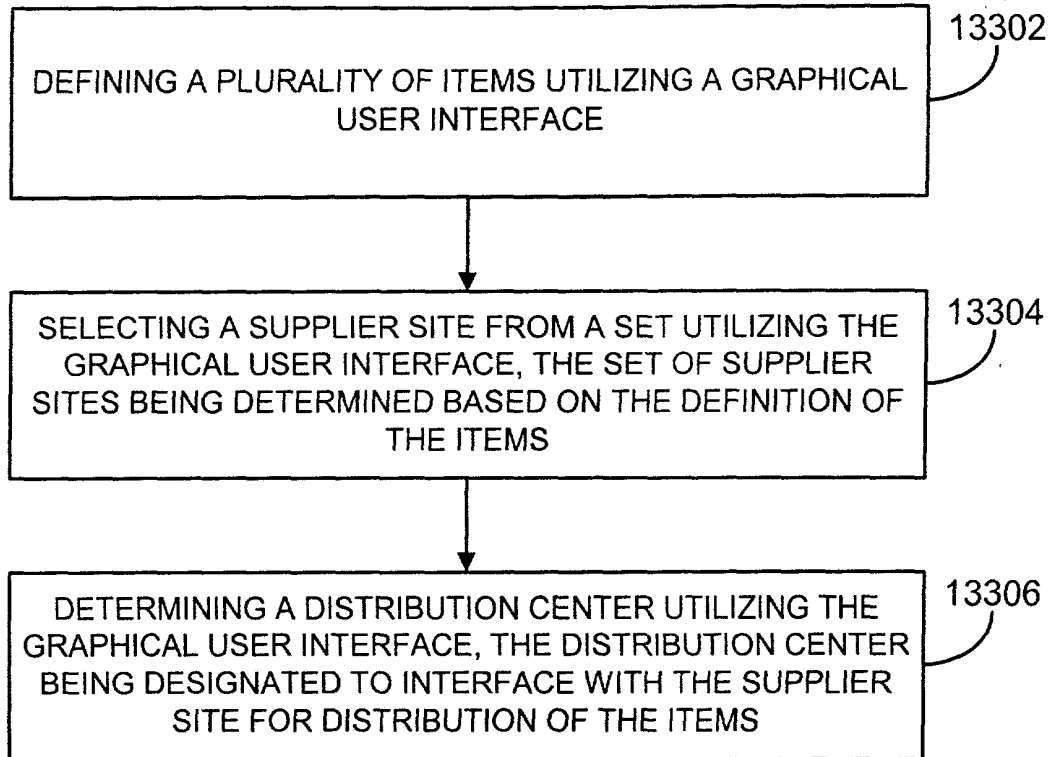 13302
DEFINING A PLURALITY OF ITEMS UTILIZING A GRAPHICAL
USER INTERFACE
13304
SELECTING A SUPPLIER SITE FROM A SET UTILIZING THE
GRAPHICAL USER INTERFACE, THE SET OF SUPPLIER
SITES BEING DETERMINED BASED ON THE DEFINITION OF
THE ITEMS
13306
DETERMINING A DISTRIBUTION CENTER UTILIZING THE
GRAPHICAL USER INTERFACE, THE DISTRIBUTION CENTER
BEING DESIGNATED TO INTERFACE WITH THE SUPPLIER
SITE FOR DISTRIBUTION OF THE ITEMS